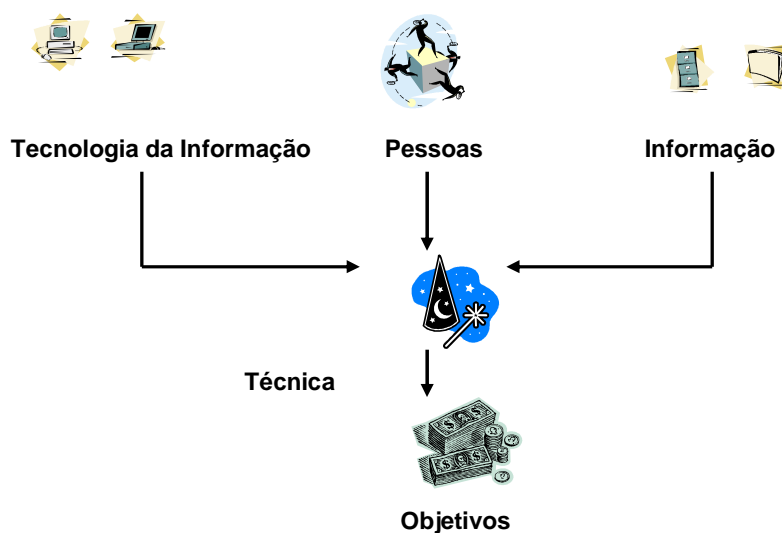 Tecnologia da Informação
Pessoas
Informação
Técnica
Objetivos